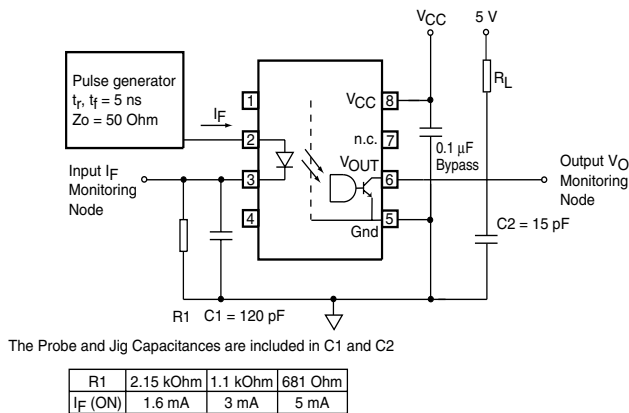 VCC
5 V
Pulse generator
tr, tf = 5 ns
Zo = 50 Ohm
IF
RL
1
VCC
8
2
n.c.
7
0.1 μF
Bypass
VOUT
Input IF
Monitoring
Node
3
6
Output VO
Monitoring
Node
4
5
Gnd
C2 = 15 pF
R1
C1 = 120 pF
The Probe and Jig Capacitances are included in C1 and C2
R1 2.15 kOhm 1.1 kOhm 681 Ohm
IF (ON) 1.6 mA 3 mA 5 mA